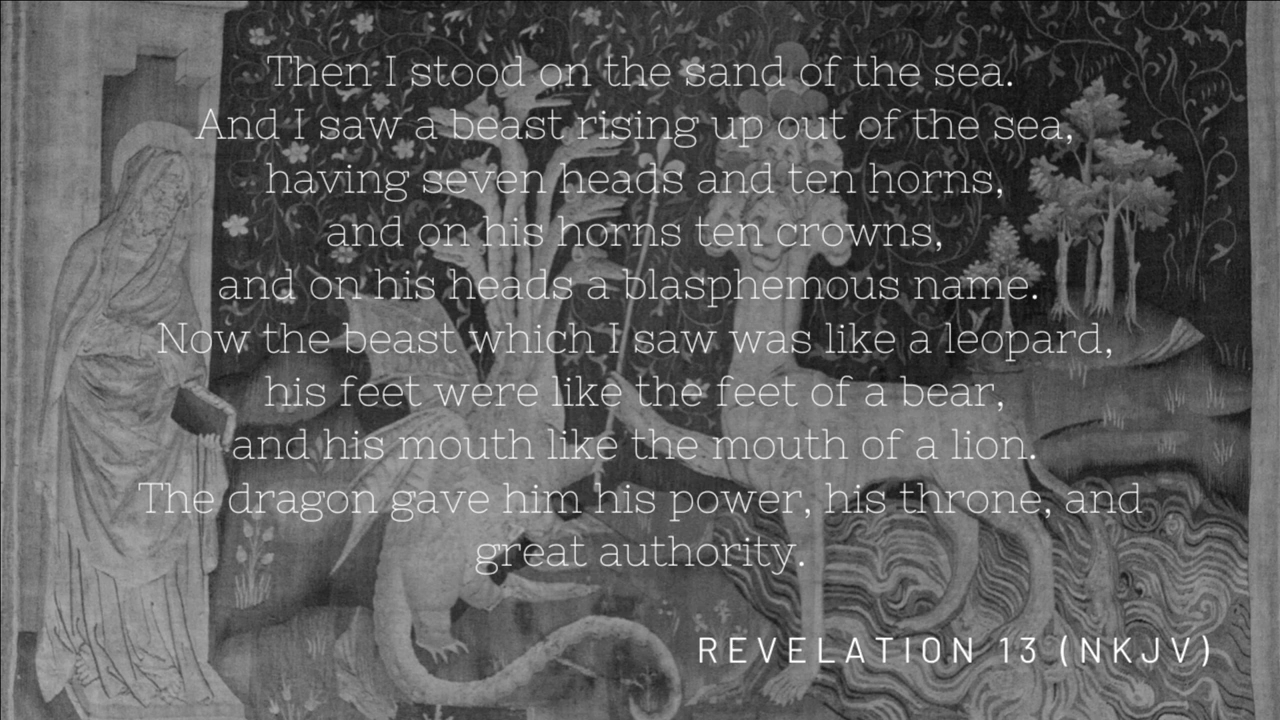 Then I stood on the sand of the sea.
And I saw a beast rising up out of the sea,
having seven heads and ten horns,
and on his horns ten crowns,
and on his heads a blasphemous name.
Now the beast which I saw was like a leopard,
his feet were like the feet of a bear,
and his mouth like the mouth of a lion.
The dragon gave him his power, his throne, and
great authority.
REVELATION 13 (NKJV)